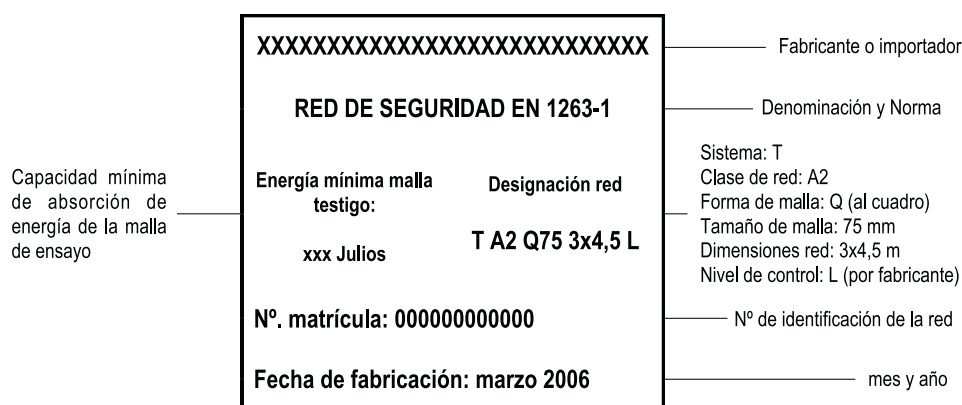 XXXXXXXXXXXXXXXXXXXXXXXXXXXX
Fabricante o importador
RED DE SEGURIDAD EN 1263-1
Denominación y Norma
Capacidad mínima
de absorción de
energía de la malla
de ensayo
Energía mínima malla
testigo:
xxx Julios
Designación red
T A2 Q75 3x4,5 L
Sistema: T
Clase de red: A2
Forma de malla: Q (al cuadro)
Tamaño de malla: 75 mm
Dimensiones red: 3x4,5 m
Nivel de control: L (por fabricante)
Nº. matrícula: 000000000000
Nº de identificación de la red
Fecha de fabricación: marzo 2006
mes y año